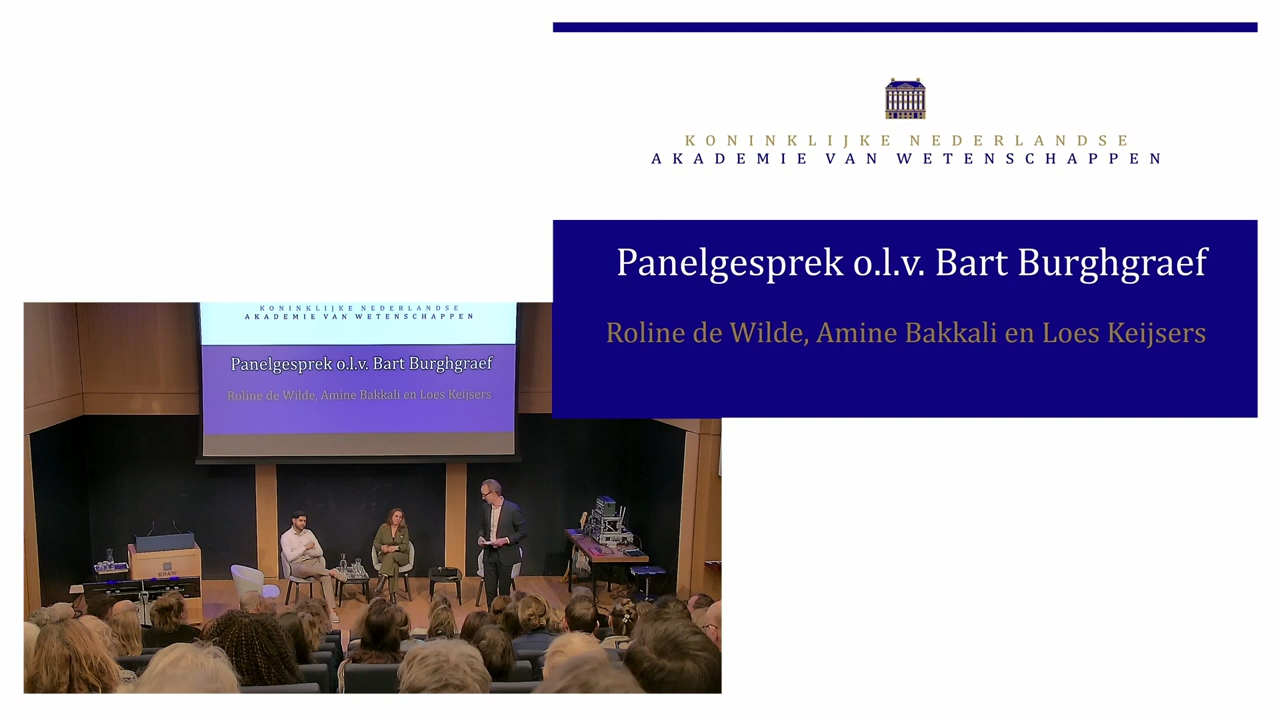 KONINKLIJKE NEDERLANDSE
AKADEMIE VAN WETENSCHAPPEN
Panelgesprek o.l.v. Bart Burghgraef
Roline de Wilde, Amine Bakkali en Loes Keijsers
KONINKLIJKE NEDERLANDSE
AKADEMIE VAN WETENSCHAPPEN
Panelgesprek o.l.v. Bart Burghgraef
Roline de Wilde, Amine Bakkali en Loes Keijsers
KNAW